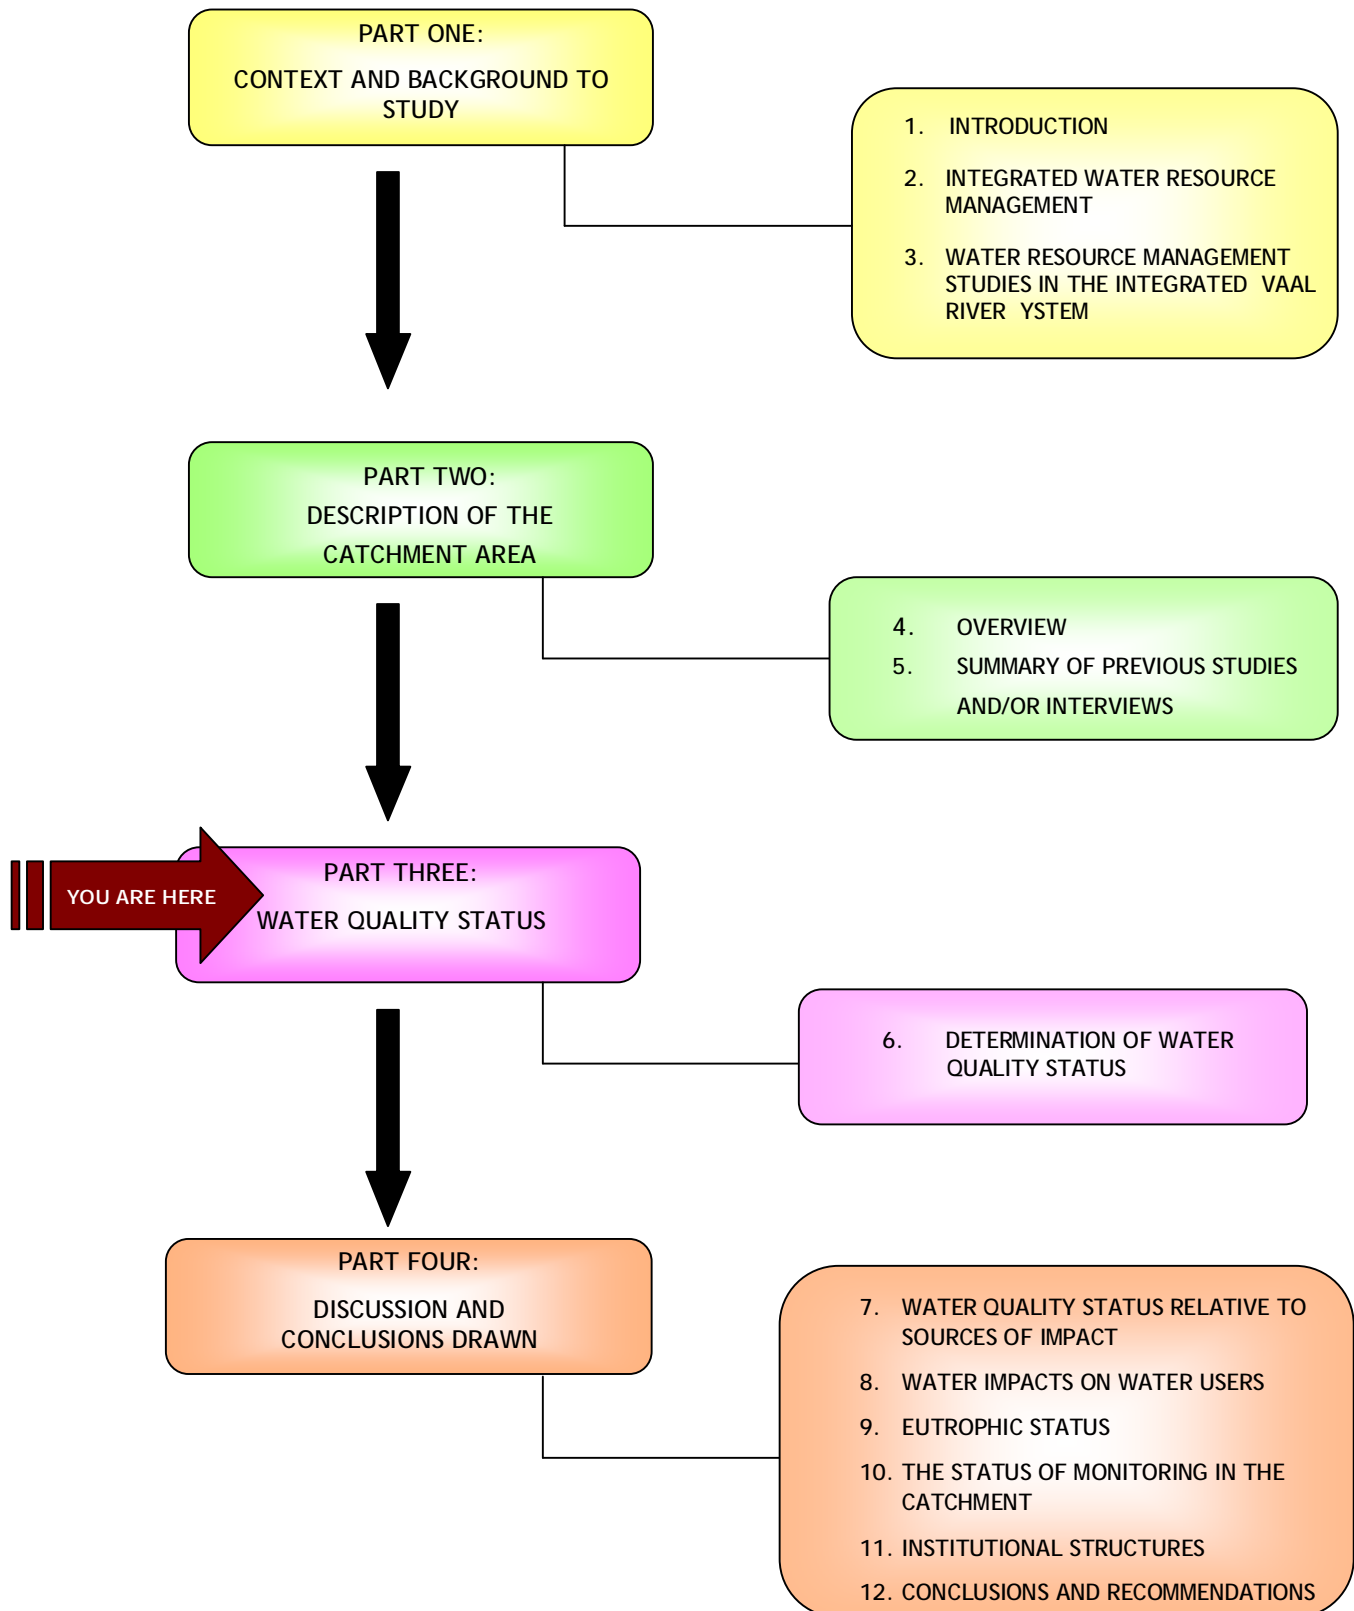 PART ONE:
CONTEXT AND BACKGROUND TO
STUDY
1. INTRODUCTION
2. INTEGRATED WATER RESOURCE
MANAGEMENT
3. WATER RESOURCE MANAGEMENT
STUDIES IN THE INTEGRATED VAAL
RIVER YSTEM
PART TWO:
DESCRIPTION OF THE
CATCHMENT AREA
4. OVERVIEW
5. SUMMARY OF PREVIOUS STUDIES
AND/OR INTERVIEWS
YOU ARE HERE
PART THREE:
WATER QUALITY STATUS
6. DETERMINATION OF WATER
QUALITY STATUS
PART FOUR:
DISCUSSION AND
CONCLUSIONS DRAWN
7. WATER QUALITY STATUS RELATIVE TO
SOURCES OF IMPACT
8. WATER IMPACTS ON WATER USERS
9. EUTROPHIC STATUS
10. THE STATUS OF MONITORING IN THE
CATCHMENT
11. INSTITUTIONAL STRUCTURES
12. CONCLUSIONS AND RECOMMENDATIONS